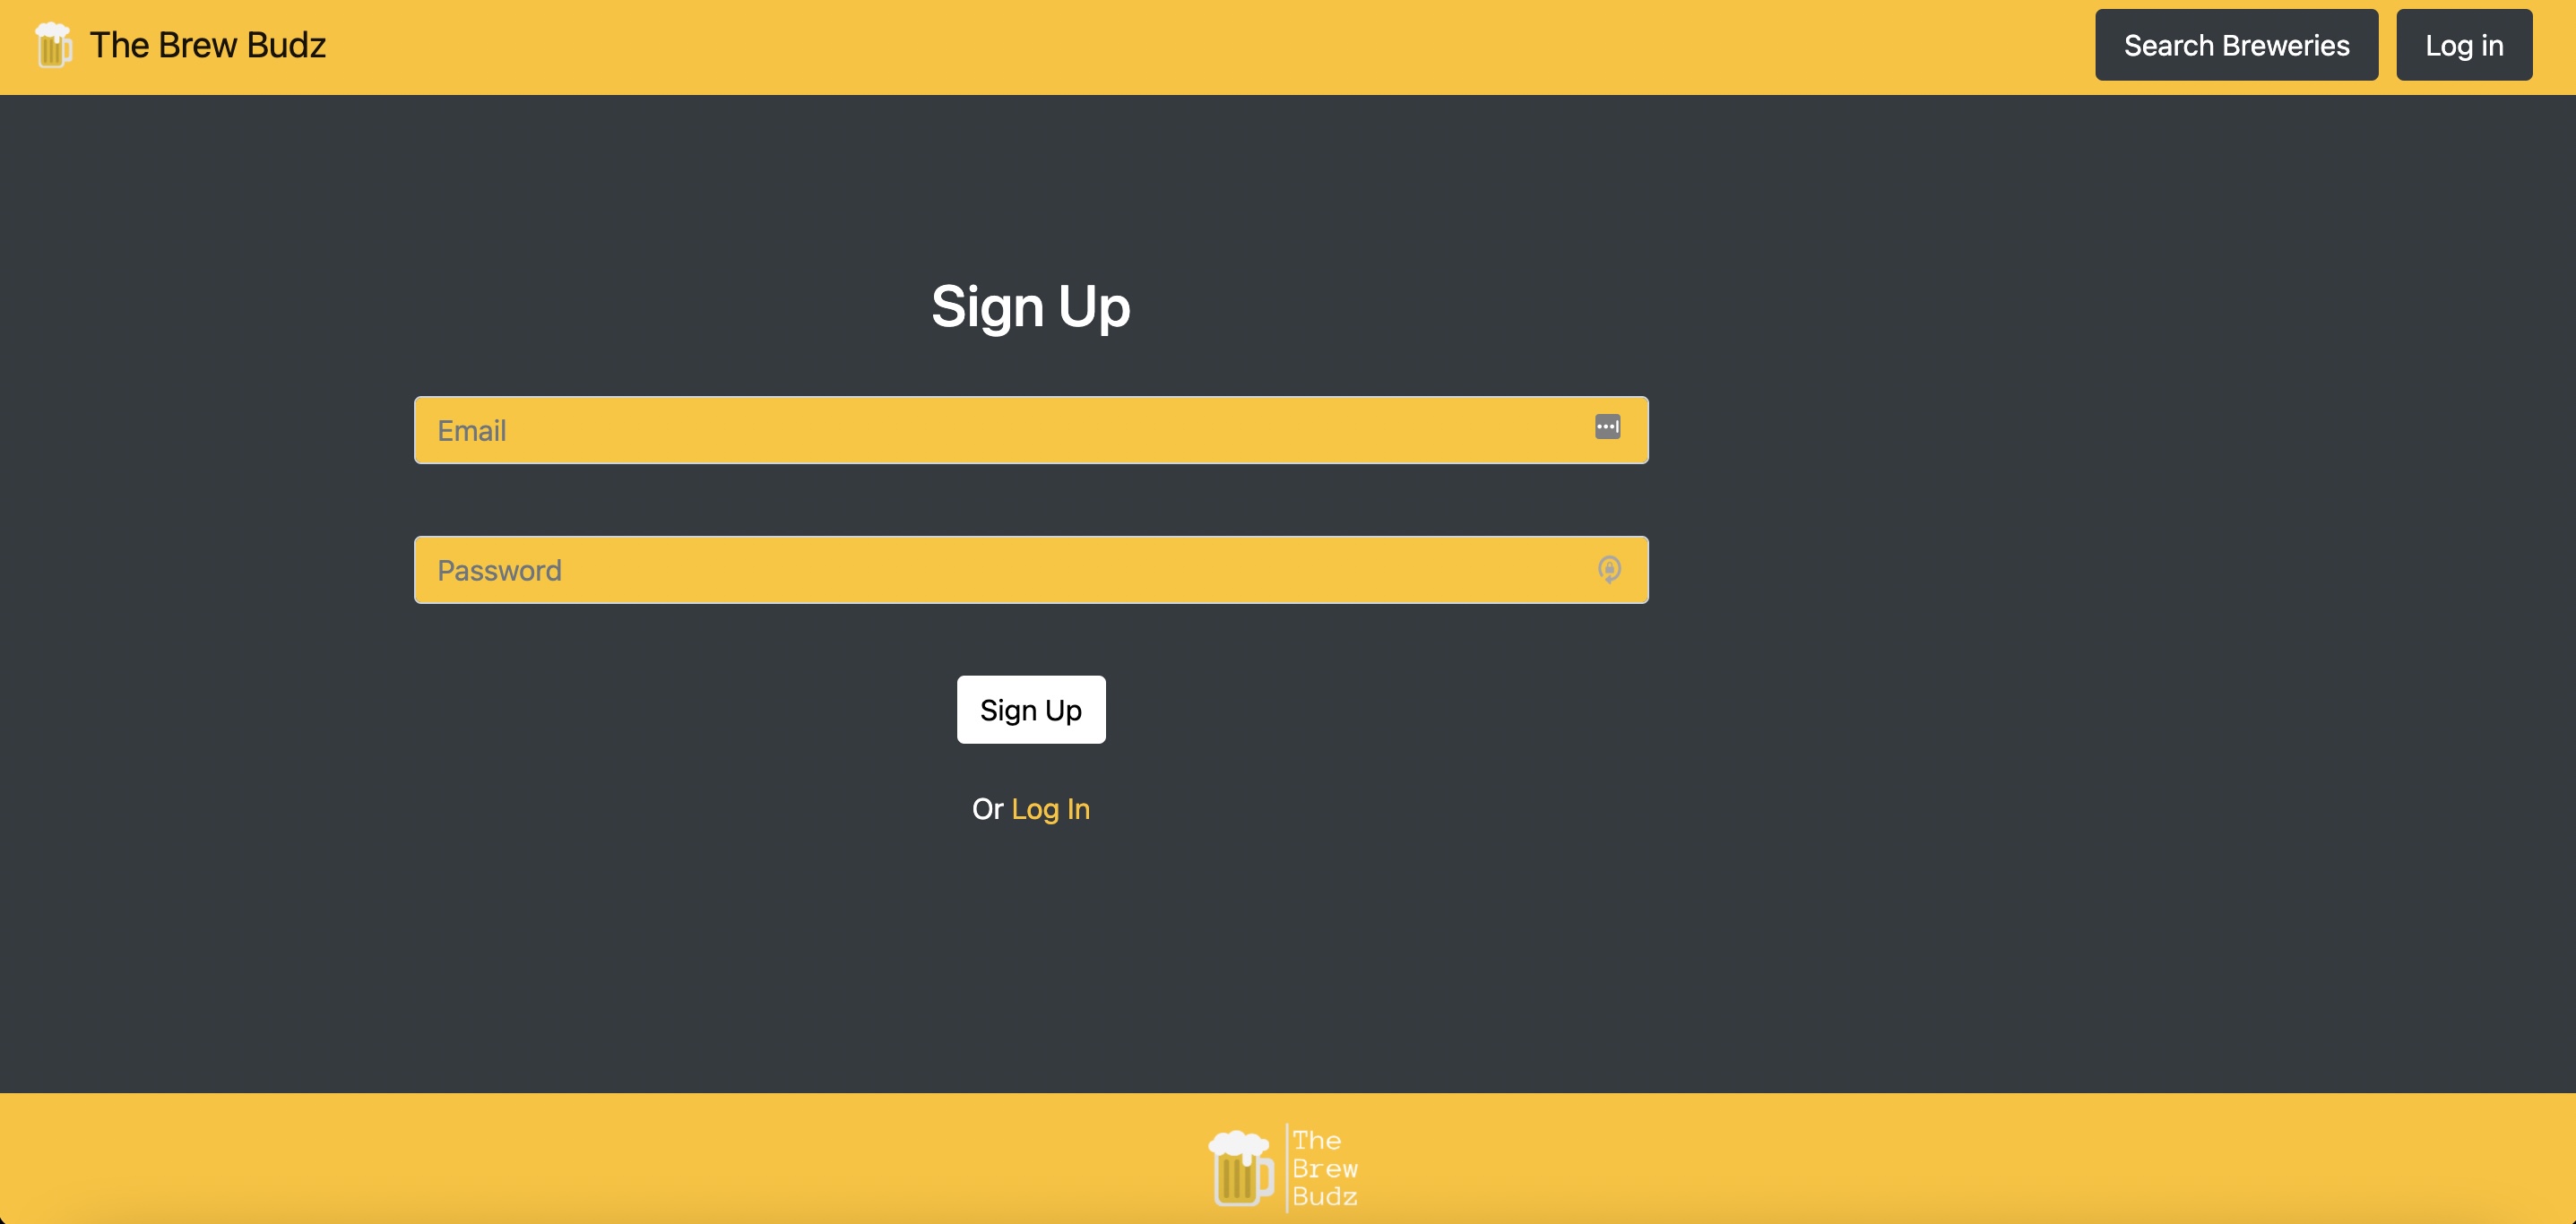 The Brew Budz
Search Breweries
Log in
Sign Up
Email
Password
Sign Up
Or Log In
The
Brew
Budz